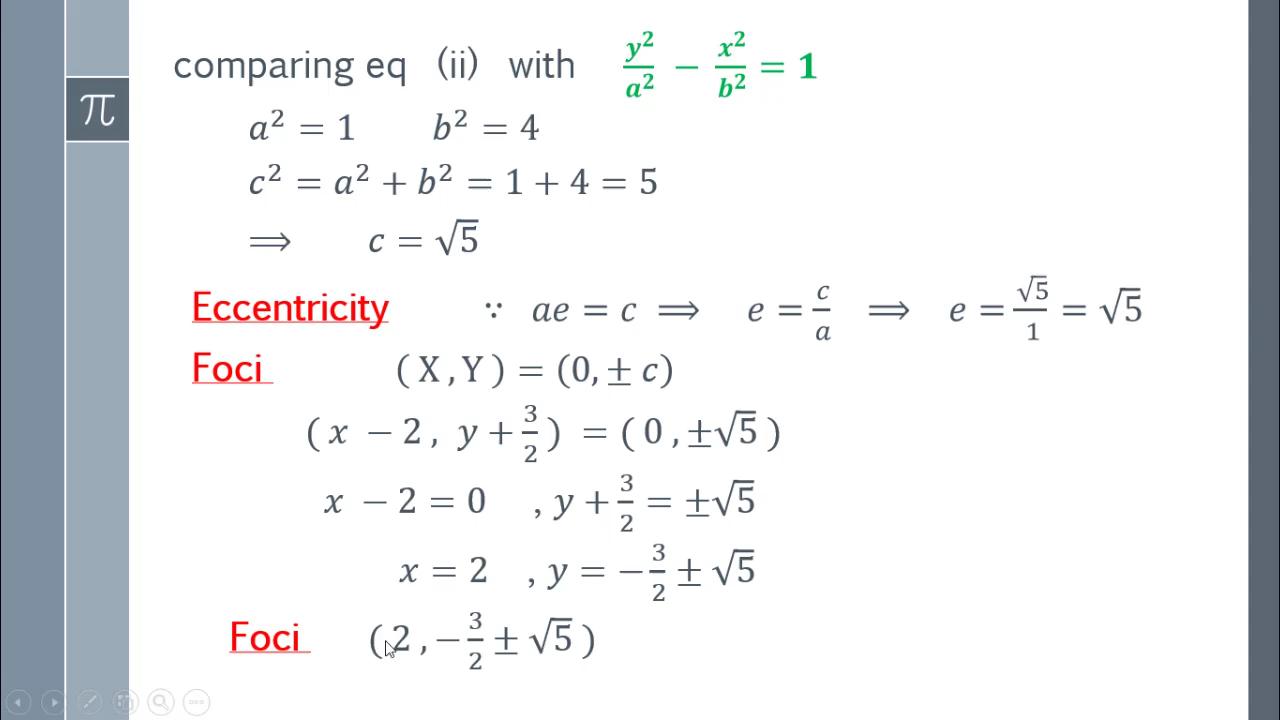 comparing eq (ii) with y²/a² − x²/b² = 1
π
a² = 1 b² = 4
c² = a² + b² = 1 + 4 = 5
⟹ c = √5
Eccentricity ∵ ae = c ⟹ e = c/a ⟹ e = √5/1 = √5
Foci ( X , Y ) = (0, ± c)
( x − 2 , y + 3/2 ) = ( 0 , ±√5 )
x − 2 = 0 , y + 3/2 = ±√5
x = 2 , y = − 3/2 ± √5
Foci ( 2 , − 3/2 ± √5 )